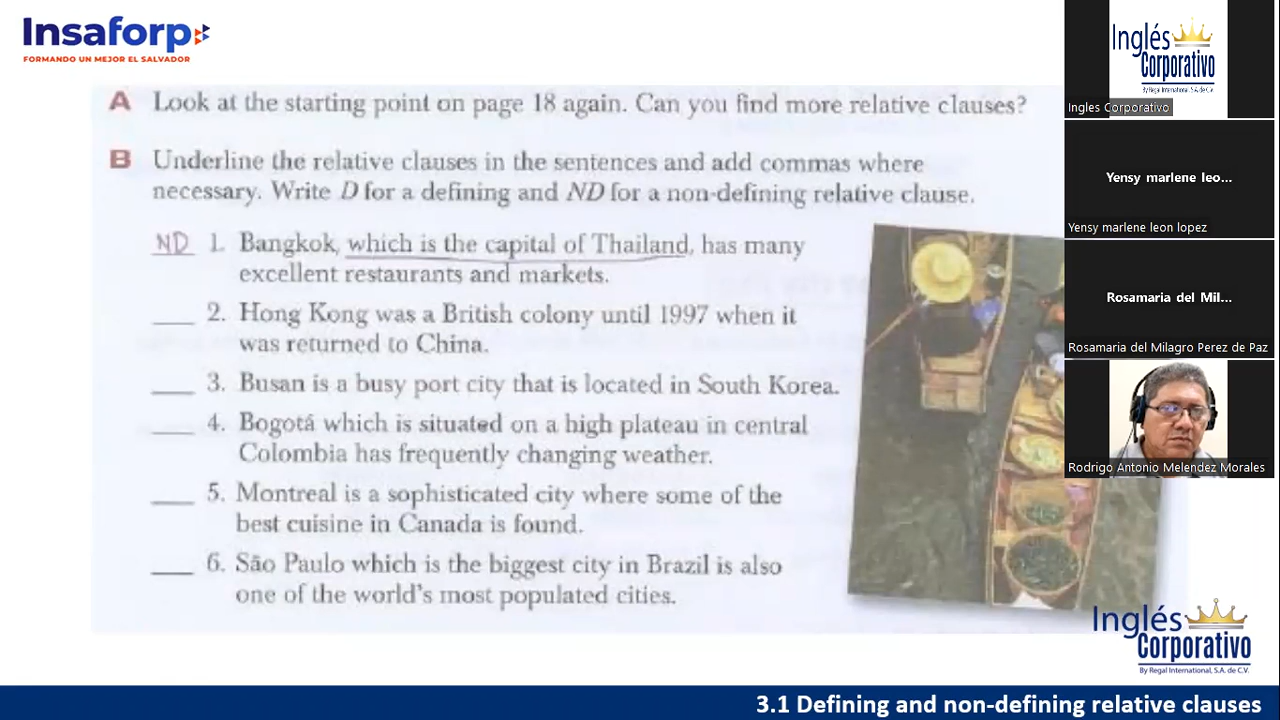 Insaforp
FORMANDO UN MEJOR EL SALVADOR
A Look at the starting point on page 18 again. Can you find more relative clauses?
B Underline the relative clauses in the sentences and add commas where
necessary. Write D for a defining and ND for a non-defining relative clause.
ND 1. Bangkok, which is the capital of Thailand, has many
excellent restaurants and markets.
___ 2. Hong Kong was a British colony until 1997 when it
was returned to China.
___ 3. Busan is a busy port city that is located in South Korea.
___ 4. Bogotá which is situated on a high plateau in central
Colombia has frequently changing weather.
___ 5. Montreal is a sophisticated city where some of the
best cuisine in Canada is found.
___ 6. São Paulo which is the biggest city in Brazil is also
one of the world's most populated cities.
Inglés
Corporativo
By Regal International, S.A. de C.V.
Ingles Corporativo
Yensy marlene leo...
Yensy marlene leon lopez
Rosamaria del Mil...
Rosamaria del Milagro Perez de Paz
Rodrigo Antonio Melendez Morales
Inglés
Corporativo
By Regal International, S.A. de C.V.
3.1 Defining and non-defining relative clauses